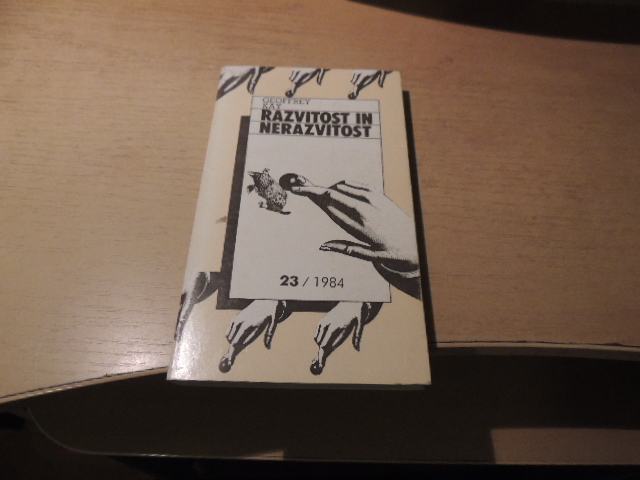 GEOFFREY
KAY
RAZVITOST IN
NERAZVITOST
23 / 1984